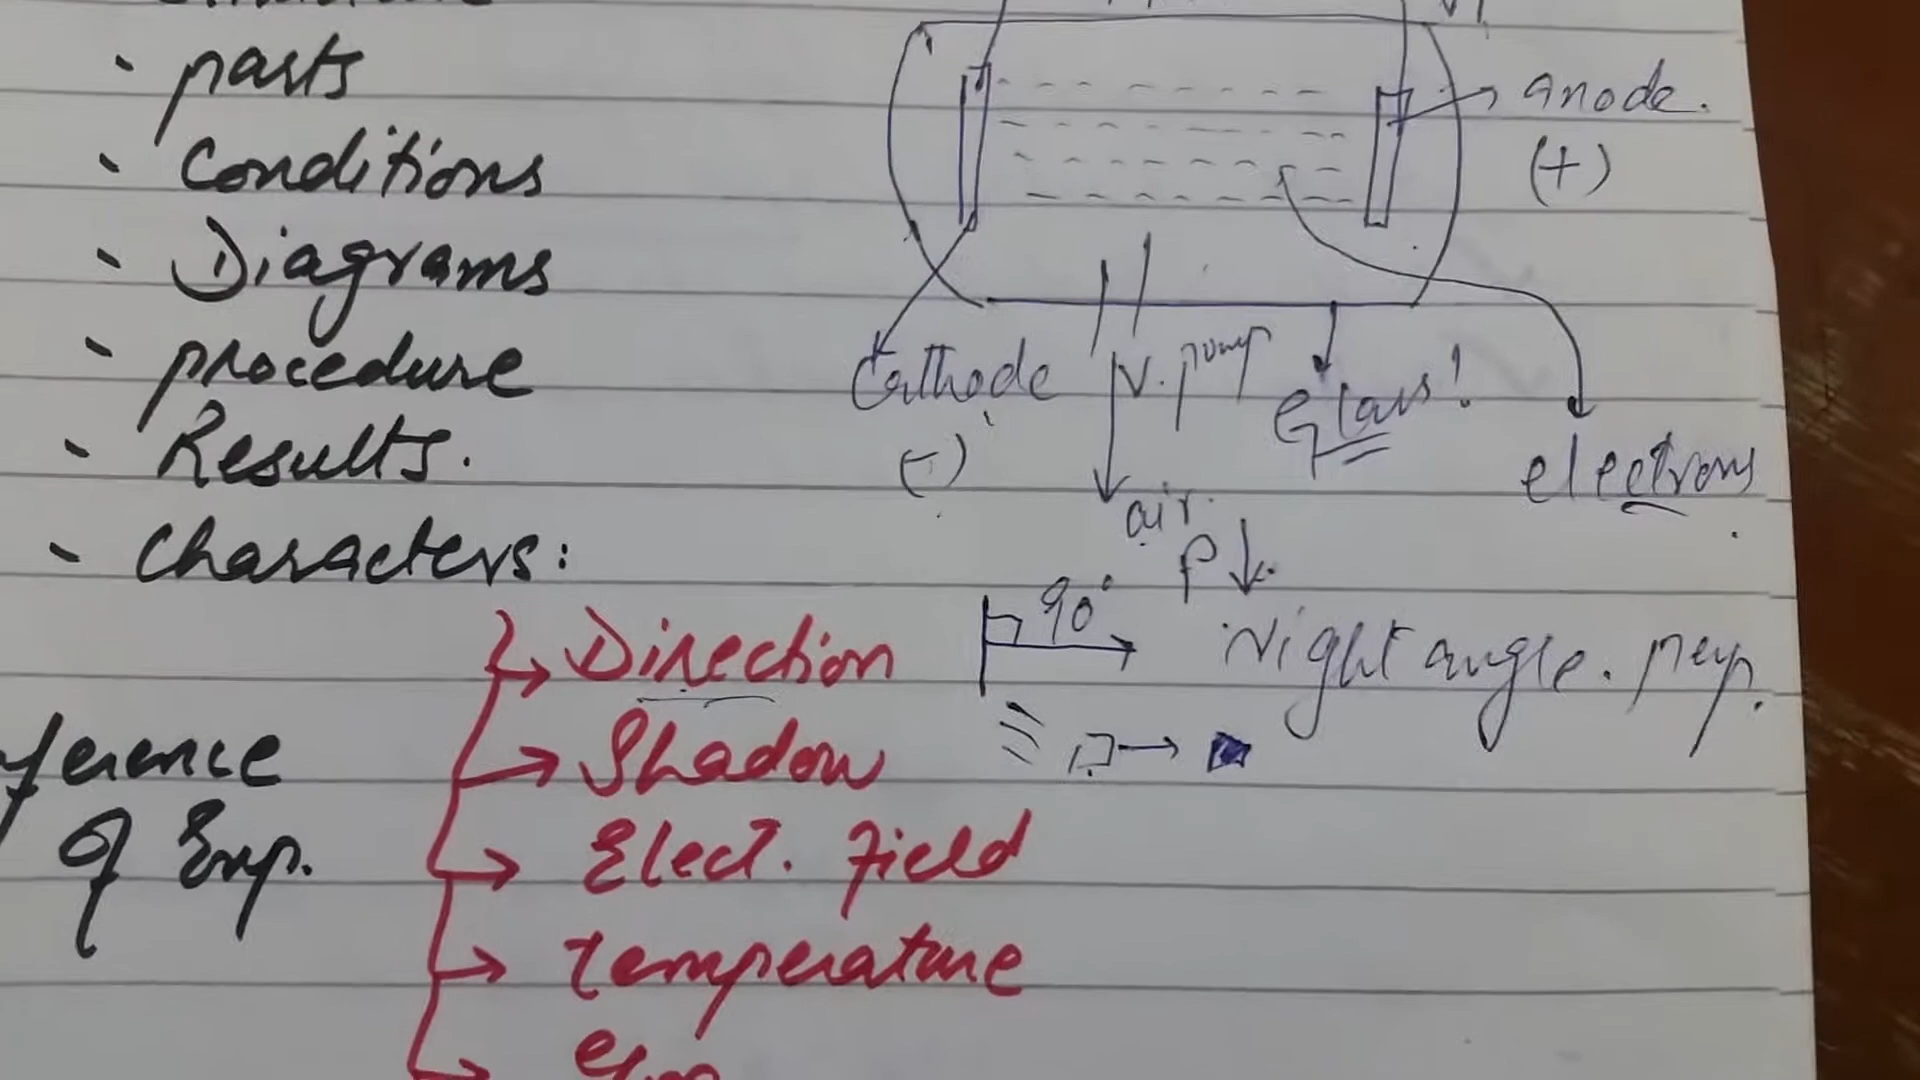 · parts
· Conditions
· Diagrams
· procedure
· Results.
· Characters:
→ Direction
→ Shadow
ference
of Exp.
→ Elect. field
→ temperature
anode.
(+)
Cathode
(-)
V. pump
Glass!
electrons
air.
P ↓
90°
right angle. perp.